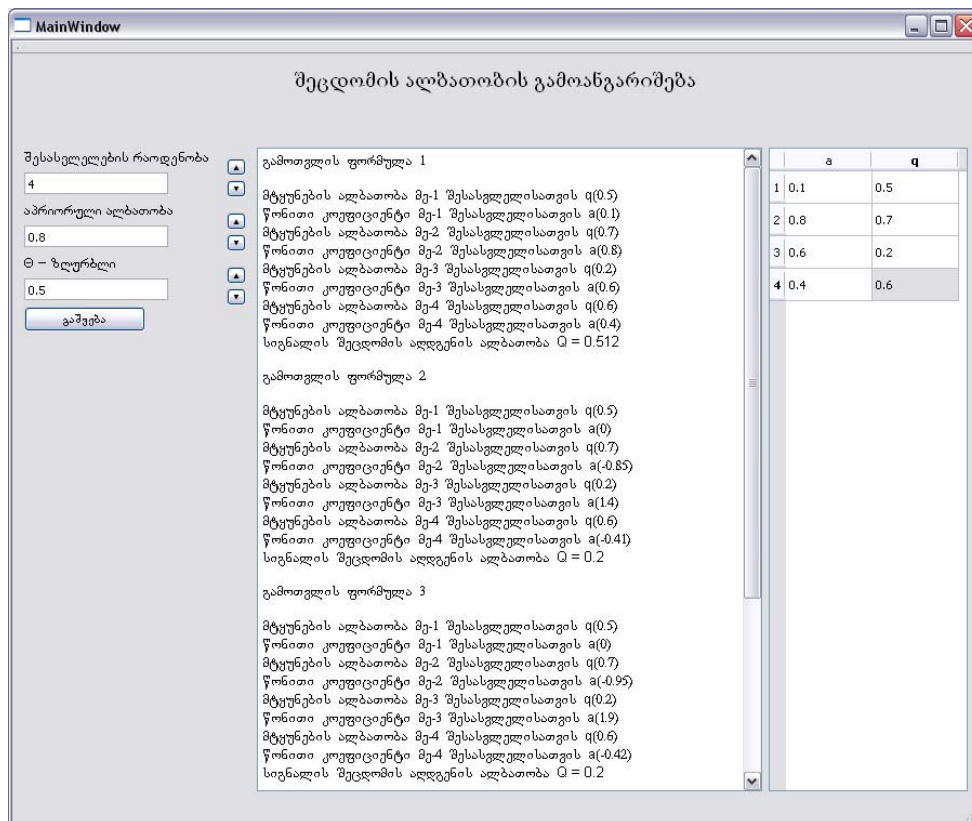 MainWindow
შეცდომის ალბათობის გამოანგარიშება
შესასვლელების რაოდენობა
4
აპრიორული ალბათობა
0.8
Θ – ზღურბლი
0.5
გაშვება
გამოთვლის ფორმულა 1
მტყუნების ალბათობა მე-1 შესასვლელისათვის q(0.5)
წონითი კოეფიციენტი მე-1 შესასვლელისათვის a(0.1)
მტყუნების ალბათობა მე-2 შესასვლელისათვის q(0.7)
წონითი კოეფიციენტი მე-2 შესასვლელისათვის a(0.8)
მტყუნების ალბათობა მე-3 შესასვლელისათვის q(0.2)
წონითი კოეფიციენტი მე-3 შესასვლელისათვის a(0.6)
მტყუნების ალბათობა მე-4 შესასვლელისათვის q(0.6)
წონითი კოეფიციენტი მე-4 შესასვლელისათვის a(0.4)
სიგნალის შეცდომის აღდგენის ალბათობა Q = 0.512
გამოთვლის ფორმულა 2
მტყუნების ალბათობა მე-1 შესასვლელისათვის q(0.5)
წონითი კოეფიციენტი მე-1 შესასვლელისათვის a(0)
მტყუნების ალბათობა მე-2 შესასვლელისათვის q(0.7)
წონითი კოეფიციენტი მე-2 შესასვლელისათვის a(-0.85)
მტყუნების ალბათობა მე-3 შესასვლელისათვის q(0.2)
წონითი კოეფიციენტი მე-3 შესასვლელისათვის a(1.4)
მტყუნების ალბათობა მე-4 შესასვლელისათვის q(0.6)
წონითი კოეფიციენტი მე-4 შესასვლელისათვის a(-0.41)
სიგნალის შეცდომის აღდგენის ალბათობა Q = 0.2
გამოთვლის ფორმულა 3
მტყუნების ალბათობა მე-1 შესასვლელისათვის q(0.5)
წონითი კოეფიციენტი მე-1 შესასვლელისათვის a(0)
მტყუნების ალბათობა მე-2 შესასვლელისათვის q(0.7)
წონითი კოეფიციენტი მე-2 შესასვლელისათვის a(-0.95)
მტყუნების ალბათობა მე-3 შესასვლელისათვის q(0.2)
წონითი კოეფიციენტი მე-3 შესასვლელისათვის a(1.9)
მტყუნების ალბათობა მე-4 შესასვლელისათვის q(0.6)
წონითი კოეფიციენტი მე-4 შესასვლელისათვის a(-0.42)
სიგნალის შეცდომის აღდგენის ალბათობა Q = 0.2
a q
1 0.1 0.5
2 0.8 0.7
3 0.6 0.2
4 0.4 0.6